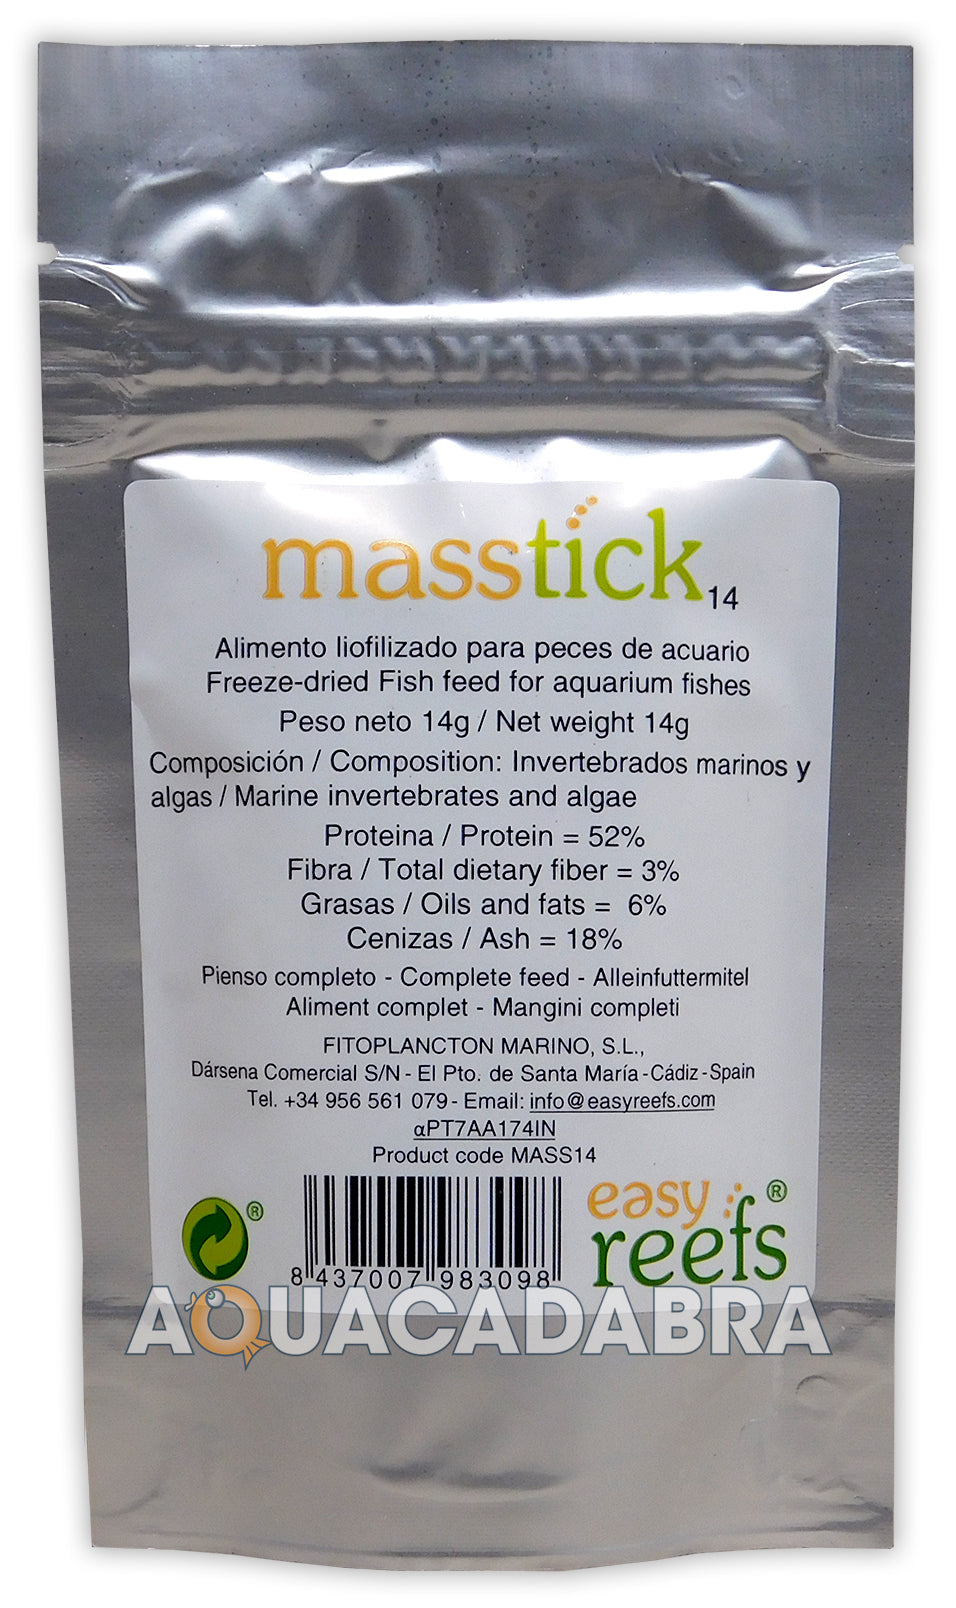 masstick 14
Alimento liofilizado para peces de acuario
Freeze-dried Fish feed for aquarium fishes
Peso neto 14g / Net weight 14g
Composición / Composition: Invertebrados marinos y
algas / Marine invertebrates and algae
Proteina / Protein = 52%
Fibra / Total dietary fiber = 3%
Grasas / Oils and fats = 6%
Cenizas / Ash = 18%
Pienso completo - Complete feed - Alleinfuttermitel
Aliment complet - Mangini completi
FITOPLANCTON MARINO, S.L.,
Dársena Comercial S/N - El Pto. de Santa María - Cádiz - Spain
Tel. +34 956 561 079 - Email: info@easyreefs.com
αPT7AA174IN
Product code MASS14
®
8 437007 983098
easy ®
reefs
AQUACADABRA